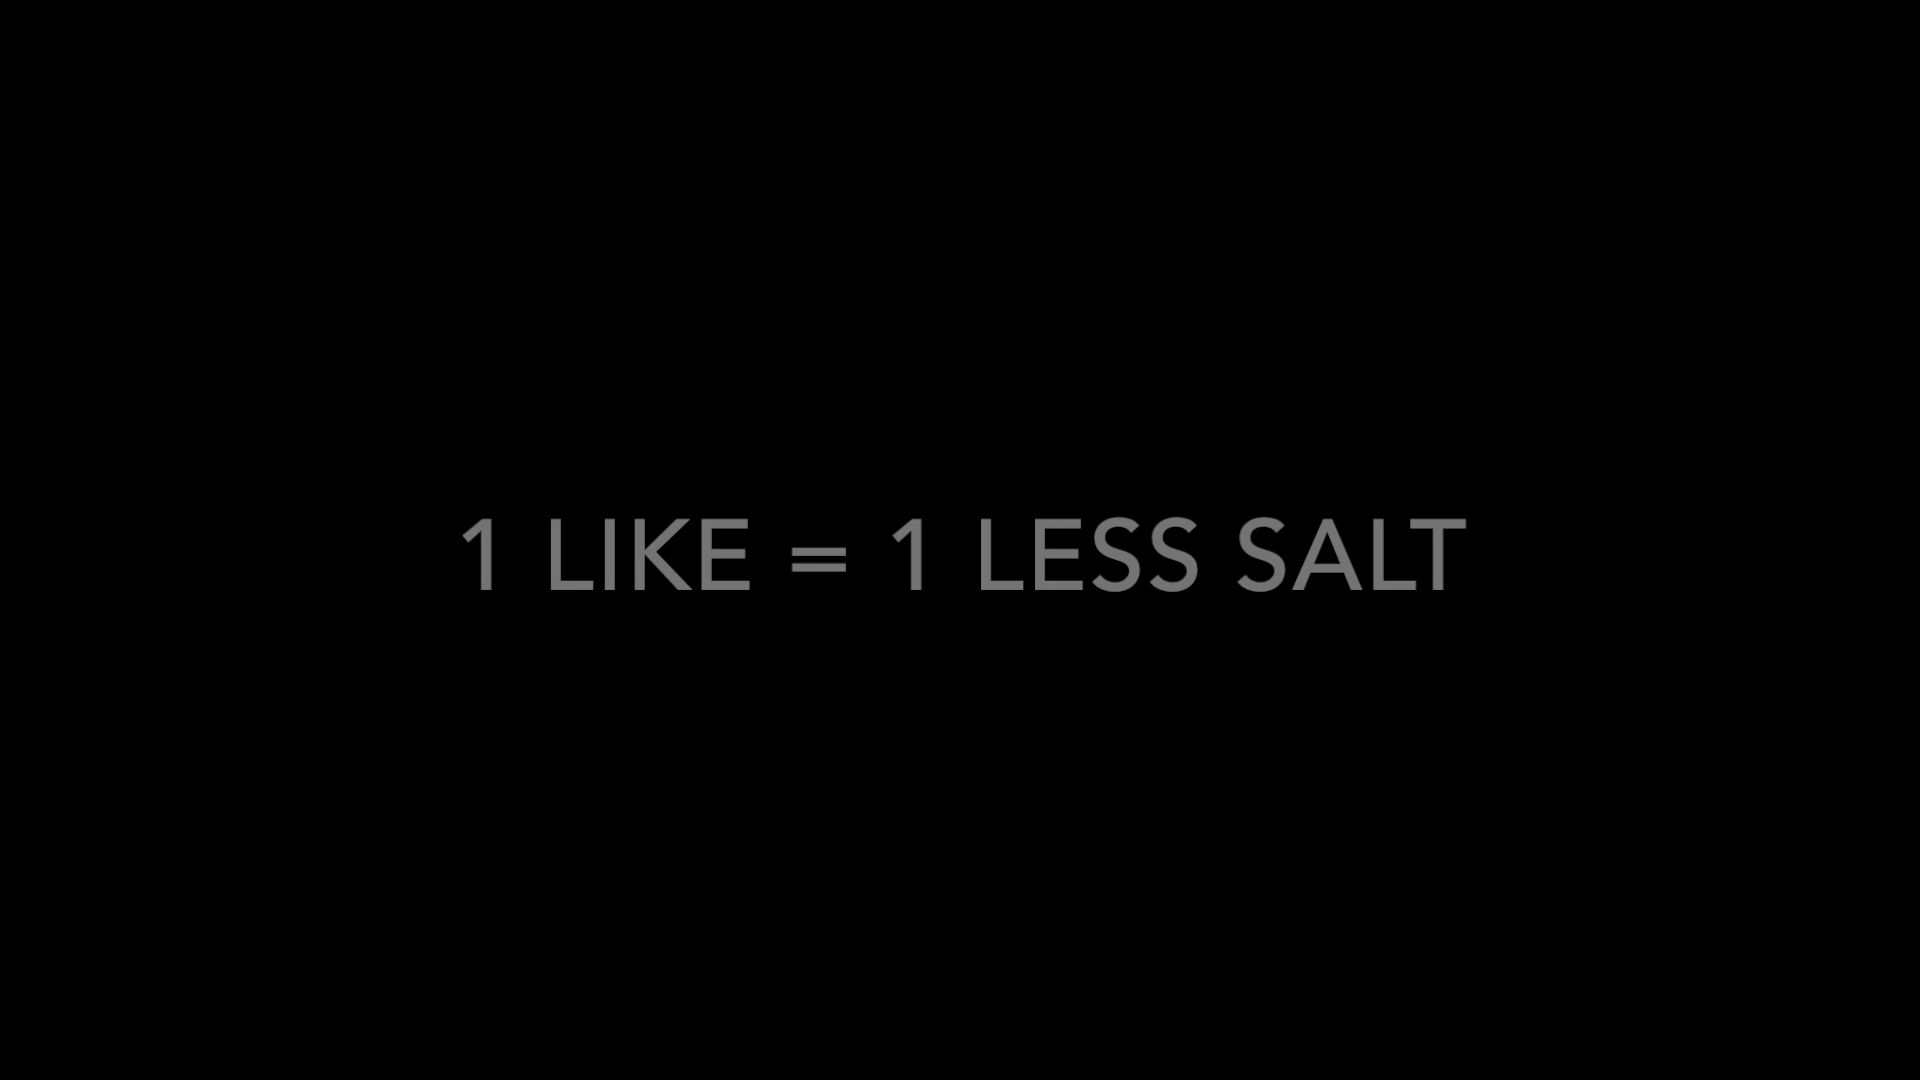 1 LIKE = 1 LESS SALT